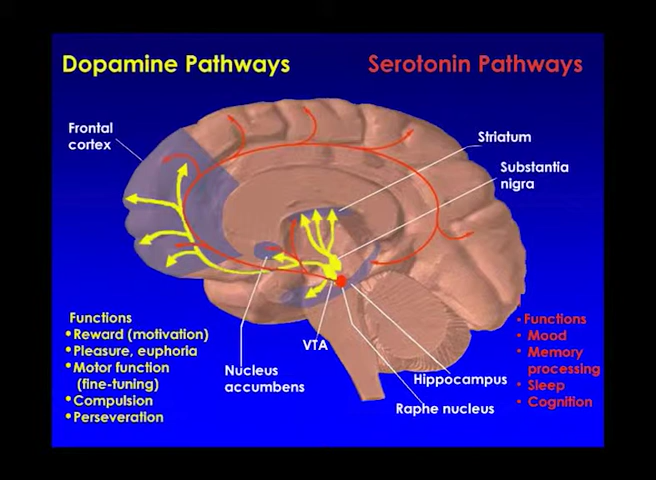 Dopamine Pathways
Serotonin Pathways
Frontal
cortex
Striatum
Substantia
nigra
Functions
•Reward (motivation)
•Pleasure, euphoria
•Motor function
(fine-tuning)
•Compulsion
•Perseveration
Nucleus
accumbens
VTA
Hippocampus
Raphe nucleus
•Functions
• Mood
• Memory
processing
• Sleep
• Cognition